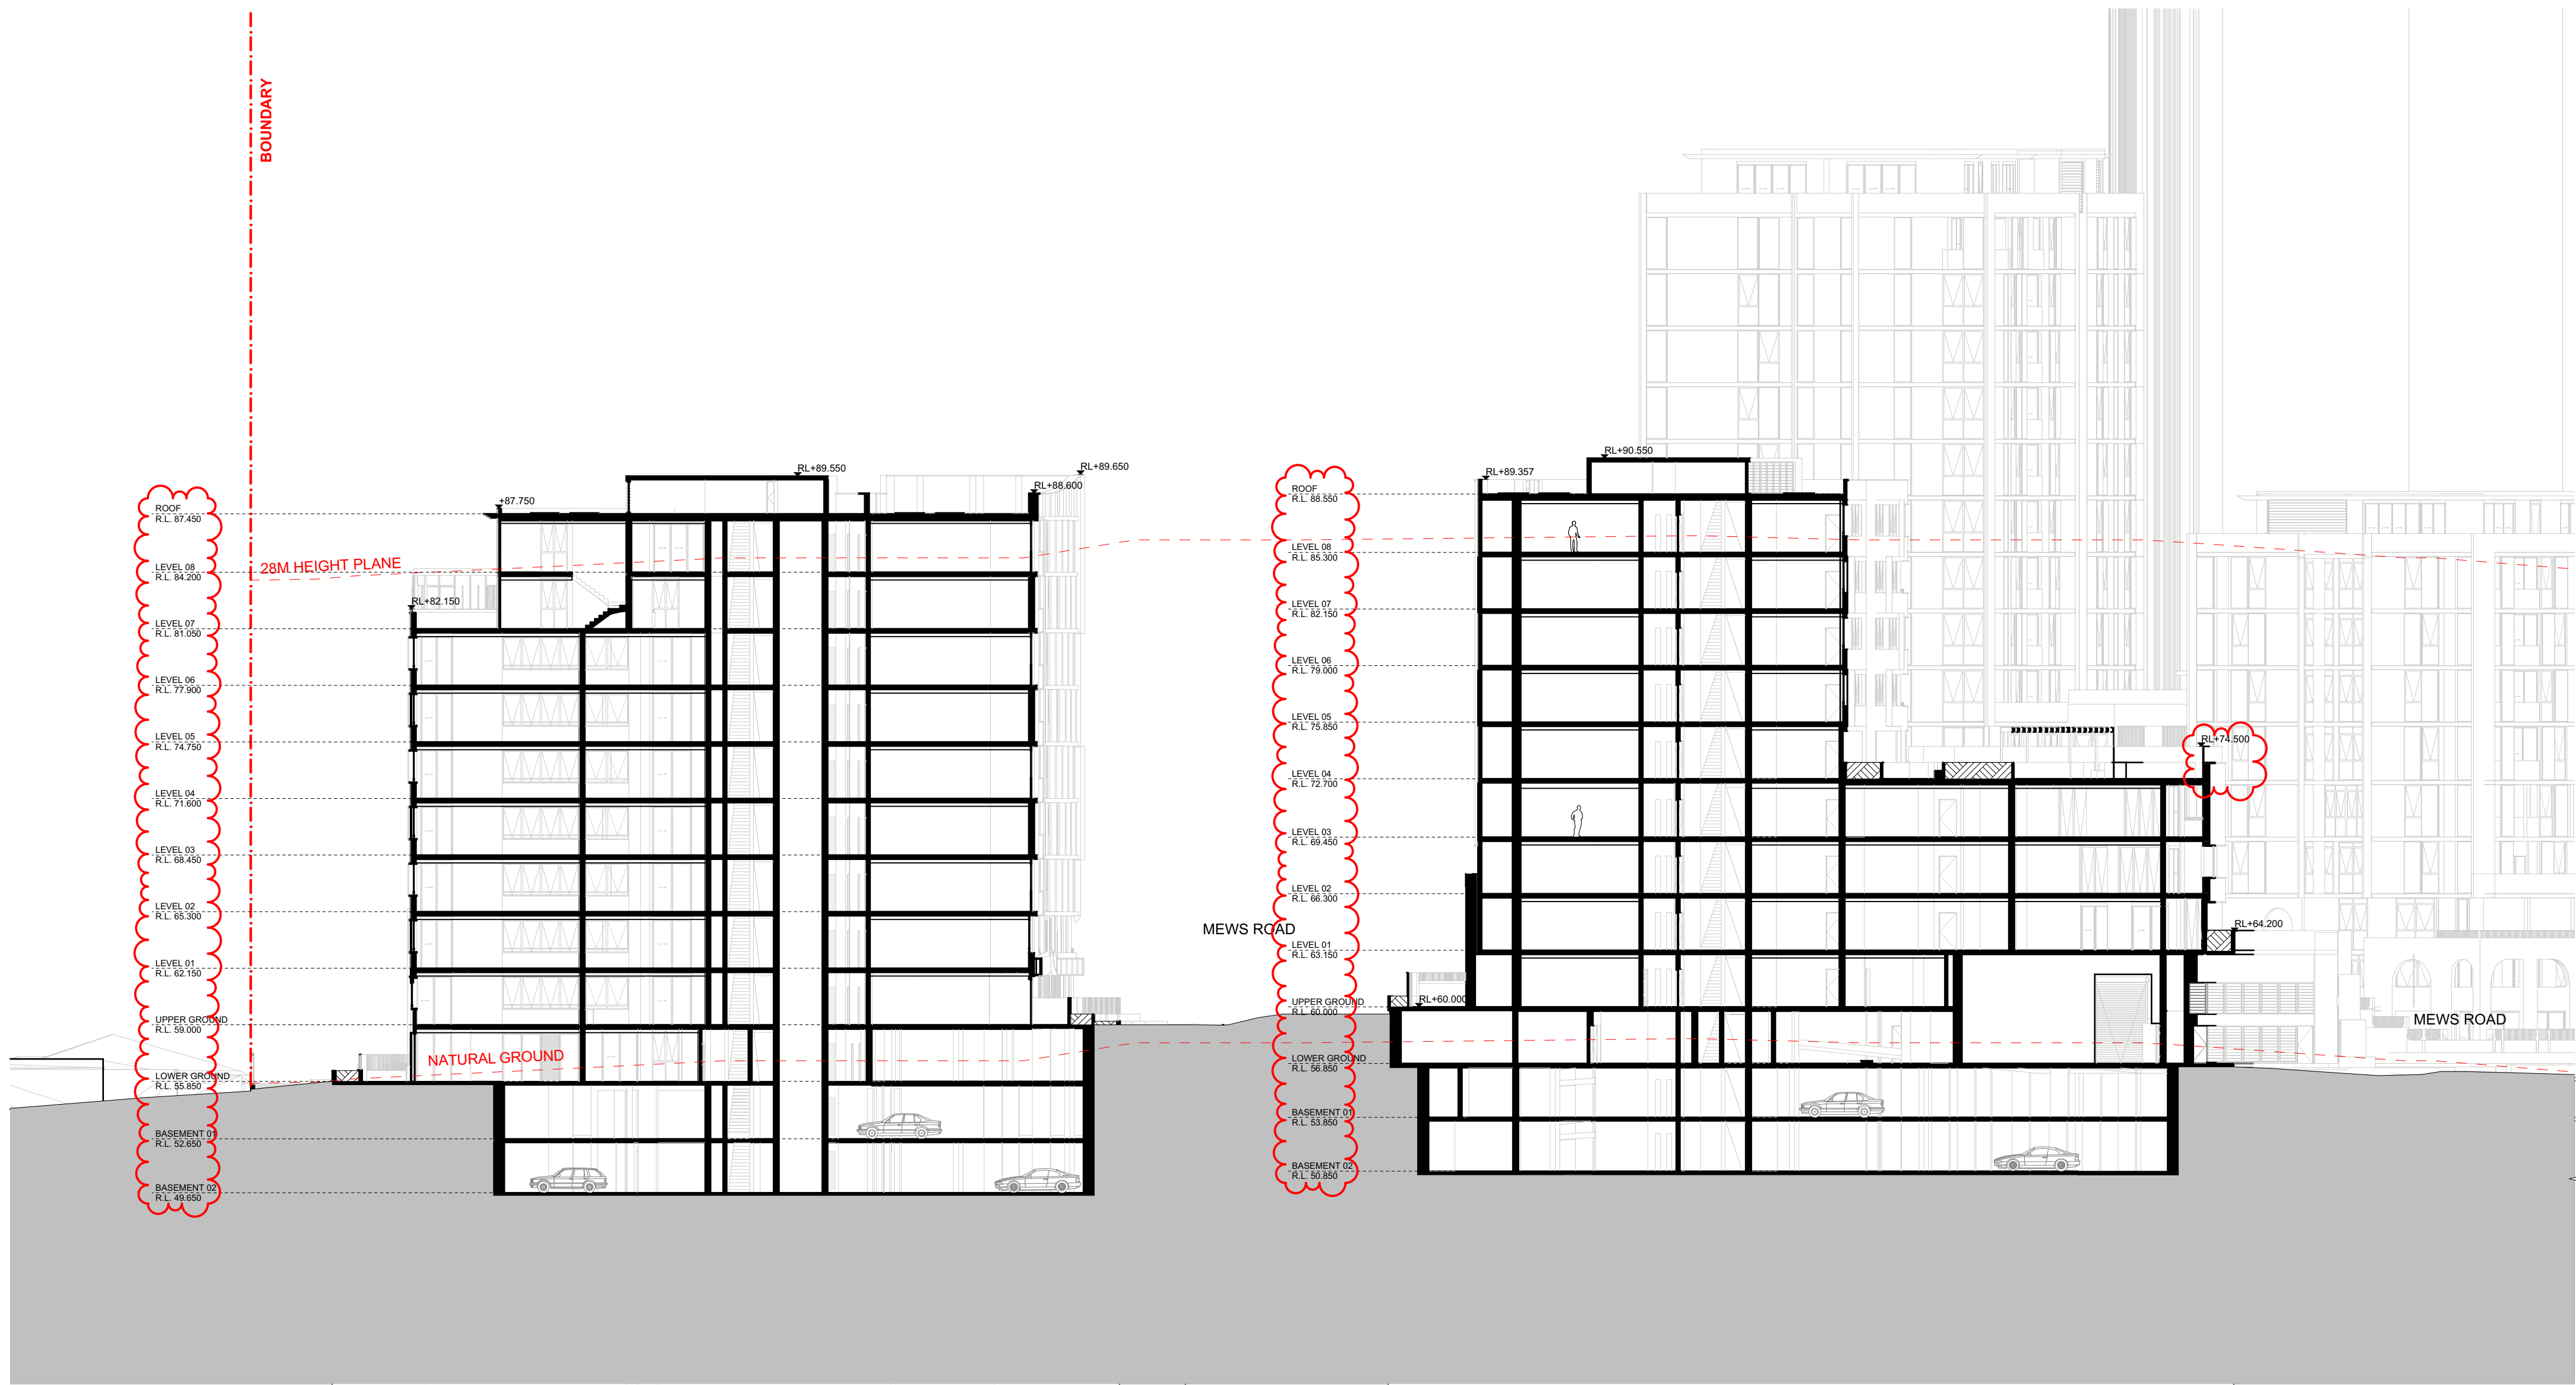 BOUNDARY
28M HEIGHT PLANE
NATURAL GROUND
ROOF
R.L. 87.450
LEVEL 08
R.L. 84.200
LEVEL 07
R.L. 81.050
LEVEL 06
R.L. 77.900
LEVEL 05
R.L. 74.750
LEVEL 04
R.L. 71.600
LEVEL 03
R.L. 68.450
LEVEL 02
R.L. 65.300
LEVEL 01
R.L. 62.150
UPPER GROUND
R.L. 59.000
LOWER GROUND
R.L. 55.850
BASEMENT 01
R.L. 52.650
BASEMENT 02
R.L. 49.650
RL+82.150
+87.750
RL+89.550
RL+88.600
RL+89.650
MEWS ROAD
ROOF
R.L. 88.550
LEVEL 08
R.L. 85.300
LEVEL 07
R.L. 82.150
LEVEL 06
R.L. 79.000
LEVEL 05
R.L. 75.850
LEVEL 04
R.L. 72.700
LEVEL 03
R.L. 69.450
LEVEL 02
R.L. 66.300
LEVEL 01
R.L. 63.150
UPPER GROUND
R.L. 60.000
LOWER GROUND
R.L. 56.850
BASEMENT 01
R.L. 53.850
BASEMENT 02
R.L. 50.850
RL+89.357
RL+90.550
RL+60.000
RL+74.500
RL+64.200
MEWS ROAD